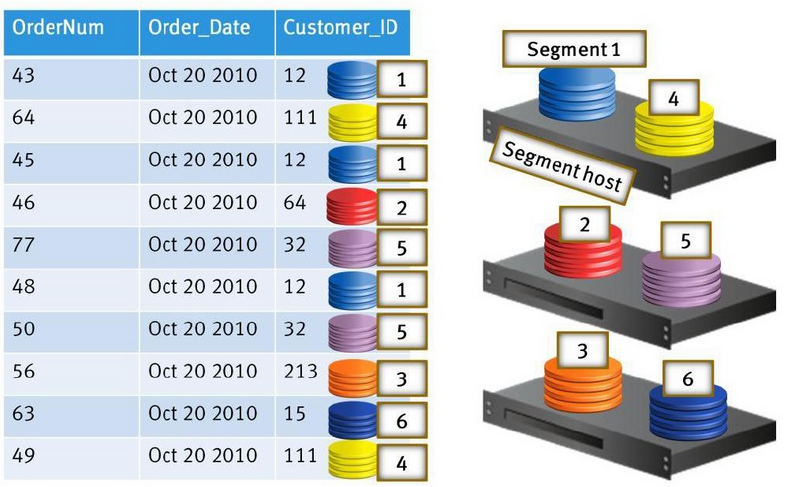 OrderNum Order_Date Customer_ID
43 Oct 20 2010 12 1
64 Oct 20 2010 111 4
45 Oct 20 2010 12 1
46 Oct 20 2010 64 2
77 Oct 20 2010 32 5
48 Oct 20 2010 12 1
50 Oct 20 2010 32 5
56 Oct 20 2010 213 3
63 Oct 20 2010 15 6
49 Oct 20 2010 111 4
Segment 1
4
Segment host
2
5
3
6